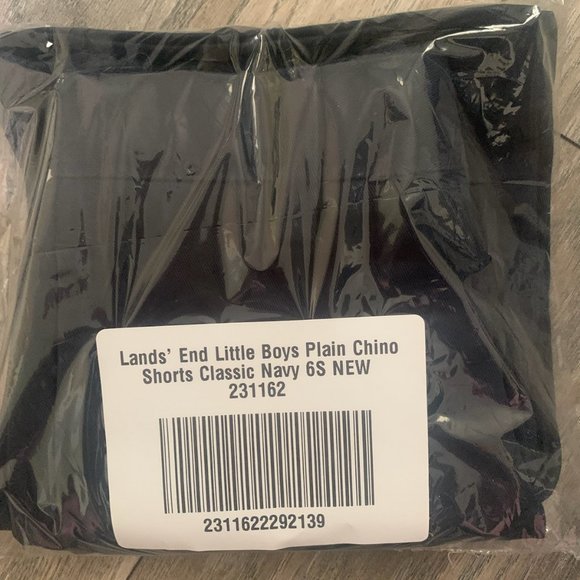 Lands' End Little Boys Plain Chino
Shorts Classic Navy 6S NEW
231162
2311622292139